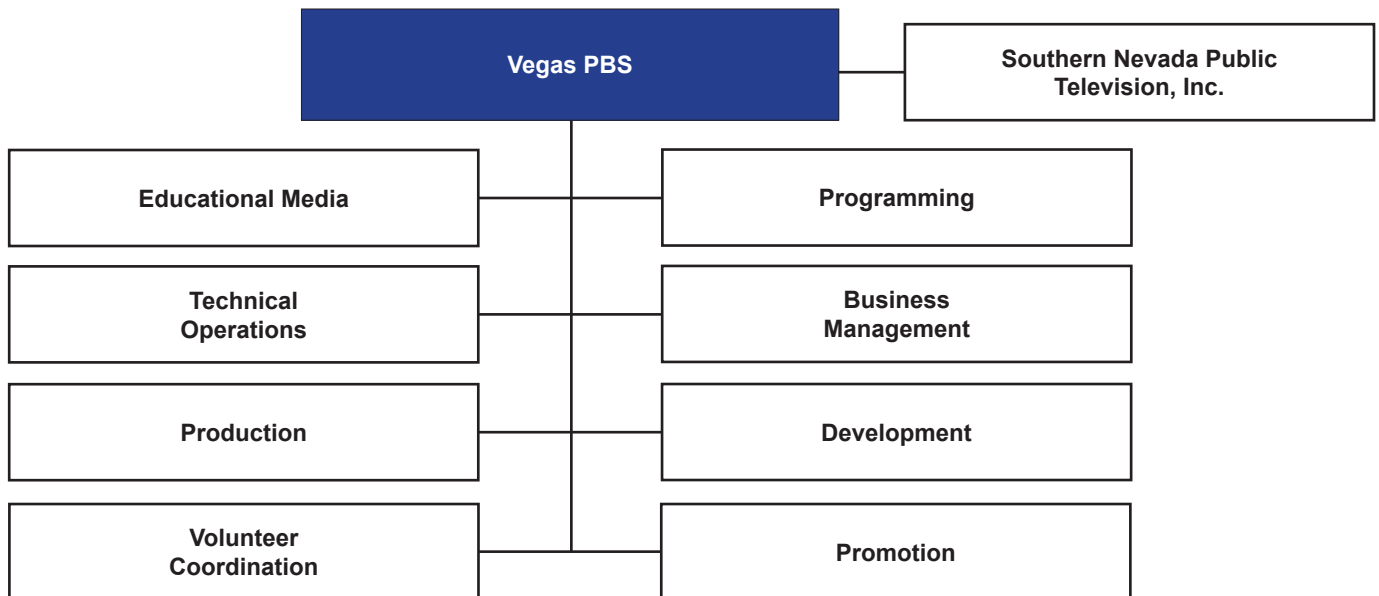 Vegas PBS
Southern Nevada Public
Television, Inc.
Educational Media
Programming
Technical
Operations
Business
Management
Production
Development
Volunteer
Coordination
Promotion